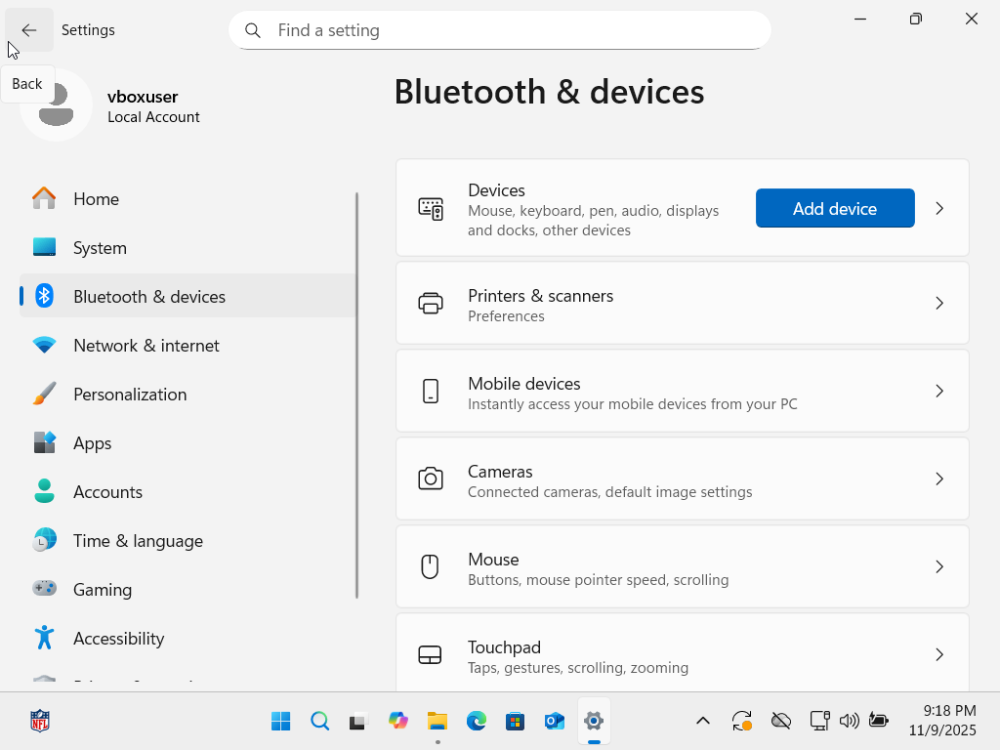 Settings
Find a setting
Back
vboxuser
Local Account
Home
System
Bluetooth & devices
Network & internet
Personalization
Apps
Accounts
Time & language
Gaming
Accessibility
Bluetooth & devices
Devices
Mouse, keyboard, pen, audio, displays
and docks, other devices
Add device
Printers & scanners
Preferences
Mobile devices
Instantly access your mobile devices from your PC
Cameras
Connected cameras, default image settings
Mouse
Buttons, mouse pointer speed, scrolling
Touchpad
Taps, gestures, scrolling, zooming
NFL
9:18 PM
11/9/2025